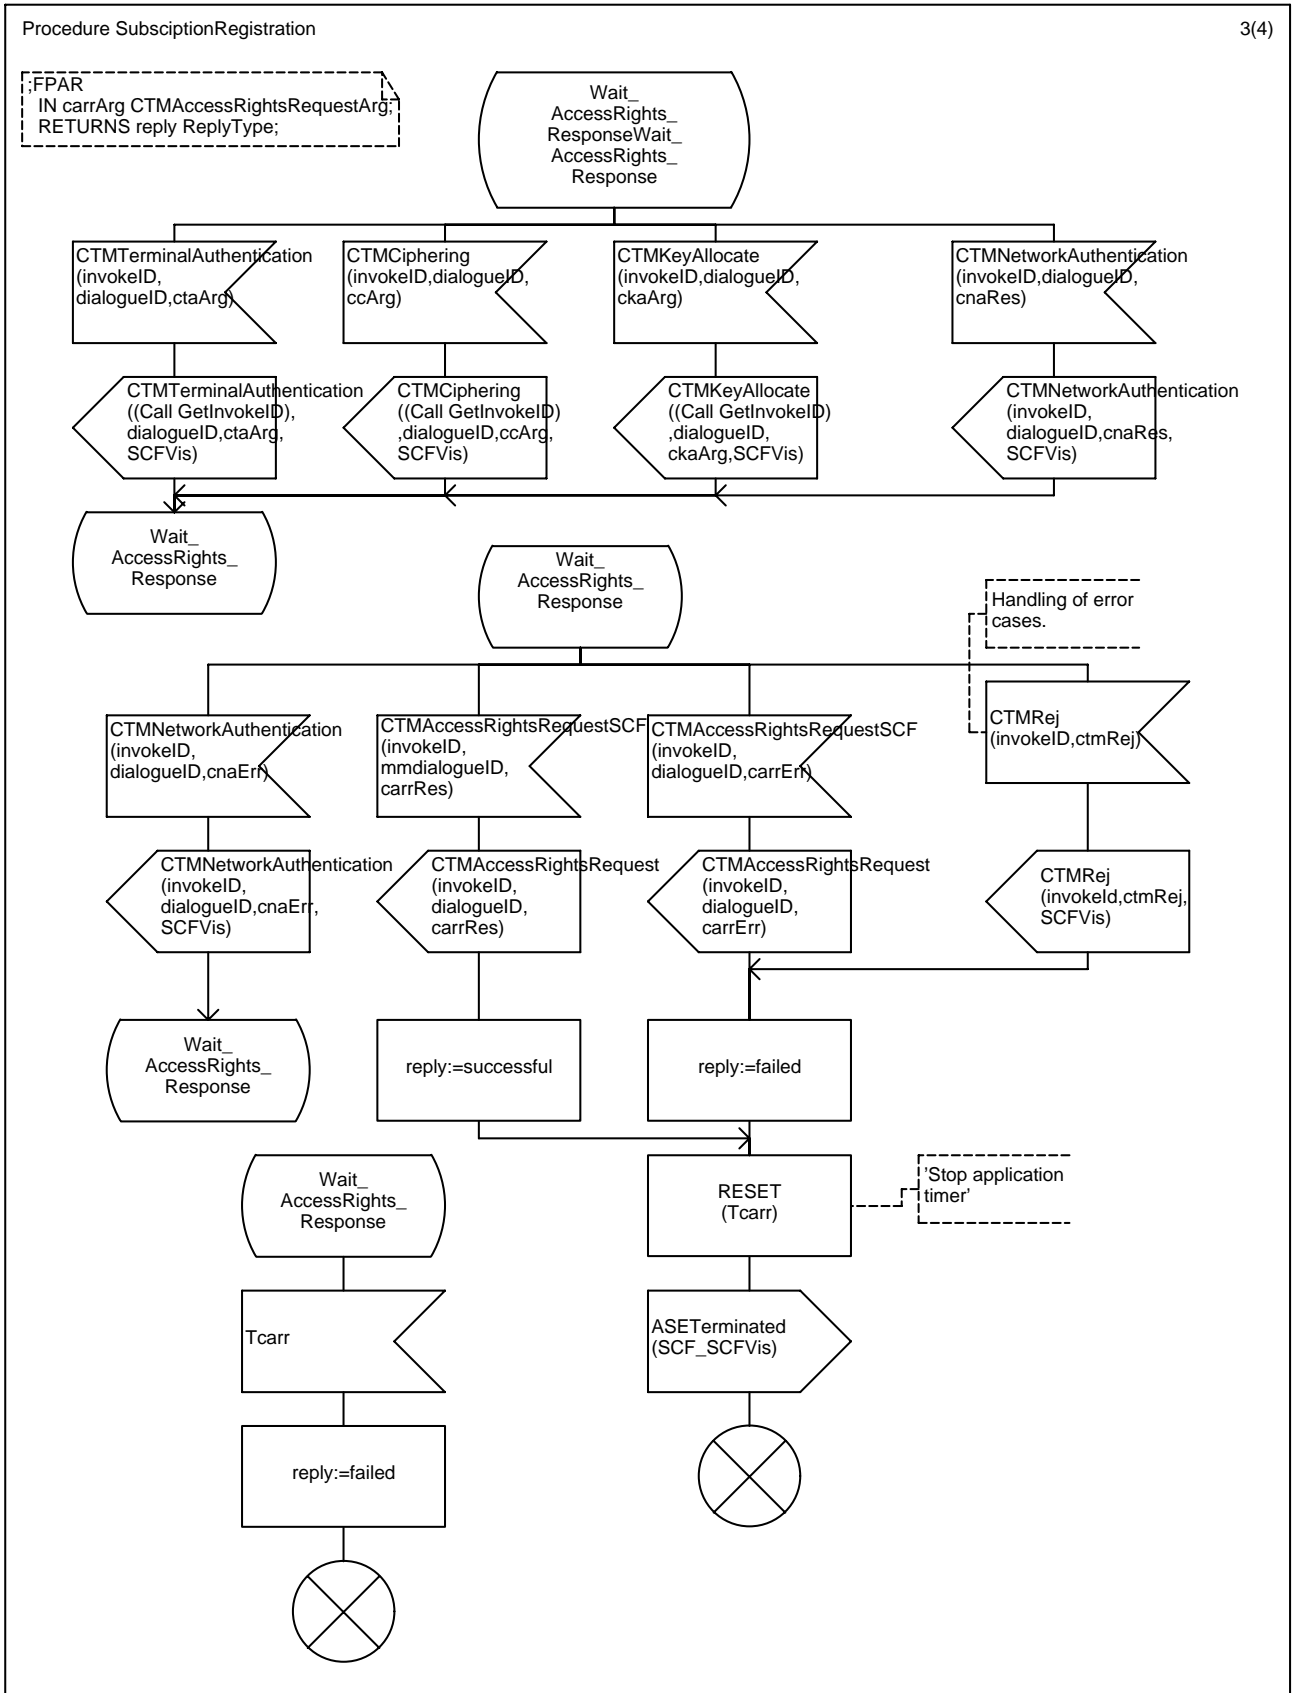 Procedure SubsciptionRegistration
3(4)
;FPAR
IN carrArg CTMAccessRightsRequestArg;
RETURNS reply ReplyType;
Wait_
AccessRights_
ResponseWait_
AccessRights_
Response
CTMTerminalAuthentication
(invokeID,
dialogueID,ctaArg)
CTMCiphering
(invokeID,dialogueID,
ccArg)
CTMKeyAllocate
(invokeID,dialogueID,
ckaArg)
CTMNetworkAuthentication
(invokeID,dialogueID,
cnaRes)
CTMTerminalAuthentication
((Call GetInvokeID),
dialogueID,ctaArg,
SCFVis)
CTMCiphering
((Call GetInvokeID)
,dialogueID,ccArg,
SCFVis)
CTMKeyAllocate
((Call GetInvokeID)
,dialogueID,
ckaArg,SCFVis)
CTMNetworkAuthentication
(invokeID,
dialogueID,cnaRes,
SCFVis)
Wait_
AccessRights_
Response
Wait_
AccessRights_
Response
Handling of error
cases.
CTMNetworkAuthentication
(invokeID,
dialogueID,cnaErr)
CTMAccessRightsRequestSCF
(invokeID,
mmdialogueID,
carrRes)
CTMAccessRightsRequestSCF
(invokeID,
dialogueID,carrErr)
CTMRej
(invokeID,ctmRej)
CTMNetworkAuthentication
(invokeID,
dialogueID,cnaErr,
SCFVis)
CTMAccessRightsRequest
(invokeID,
dialogueID,
carrRes)
CTMAccessRightsRequest
(invokeID,
dialogueID,
carrErr)
CTMRej
(invokeId,ctmRej,
SCFVis)
Wait_
AccessRights_
Response
reply:=successful
reply:=failed
Wait_
AccessRights_
Response
RESET
(Tcarr)
'Stop application
timer'
Tcarr
ASETerminated
(SCF_SCFVis)
reply:=failed